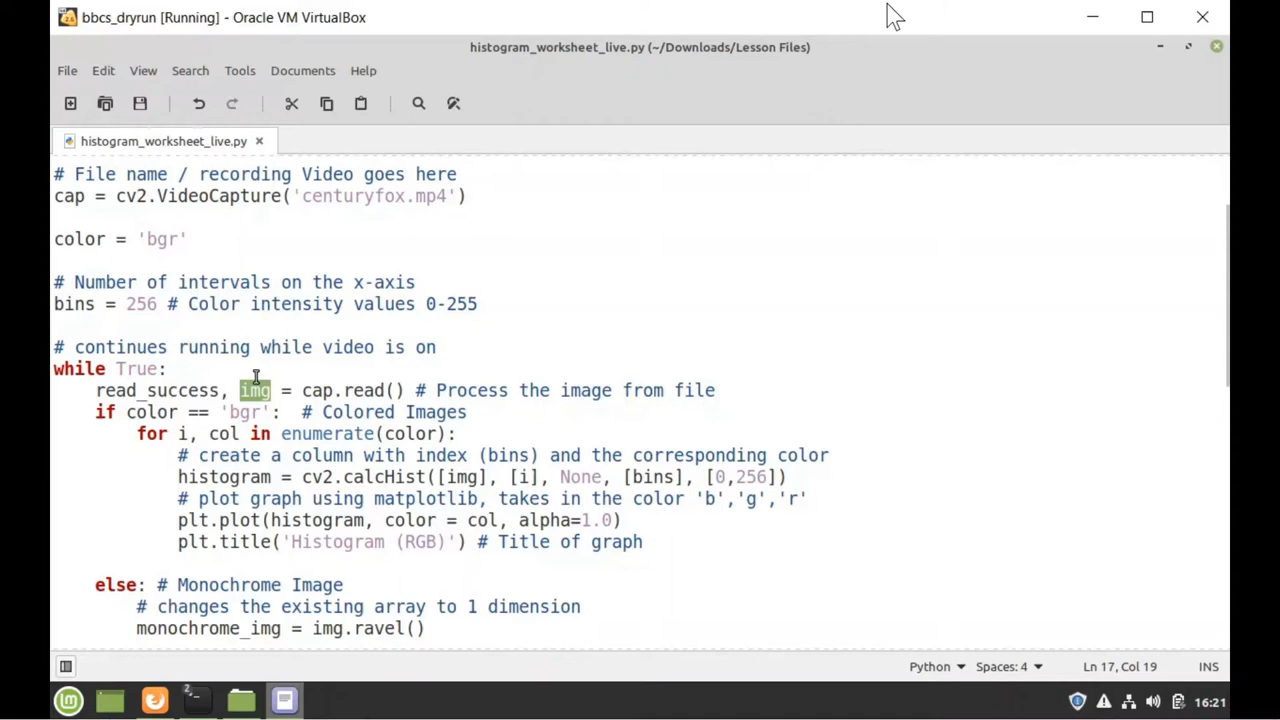 bbcs_dryrun [Running] - Oracle VM VirtualBox
histogram_worksheet_live.py (~/Downloads/Lesson Files)
File Edit View Search Tools Documents Help
histogram_worksheet_live.py
# File name / recording Video goes here
cap = cv2.VideoCapture('centuryfox.mp4')
color = 'bgr'
# Number of intervals on the x-axis
bins = 256 # Color intensity values 0-255
# continues running while video is on
while True:
    read_success, img = cap.read() # Process the image from file
    if color == 'bgr':  # Colored Images
        for i, col in enumerate(color):
            # create a column with index (bins) and the corresponding color
            histogram = cv2.calcHist([img], [i], None, [bins], [0,256])
            # plot graph using matplotlib, takes in the color 'b','g','r'
            plt.plot(histogram, color = col, alpha=1.0)
            plt.title('Histogram (RGB)') # Title of graph
    else: # Monochrome Image
        # changes the existing array to 1 dimension
        monochrome_img = img.ravel()
Python Spaces: 4 Ln 17, Col 19 INS
2 16:21